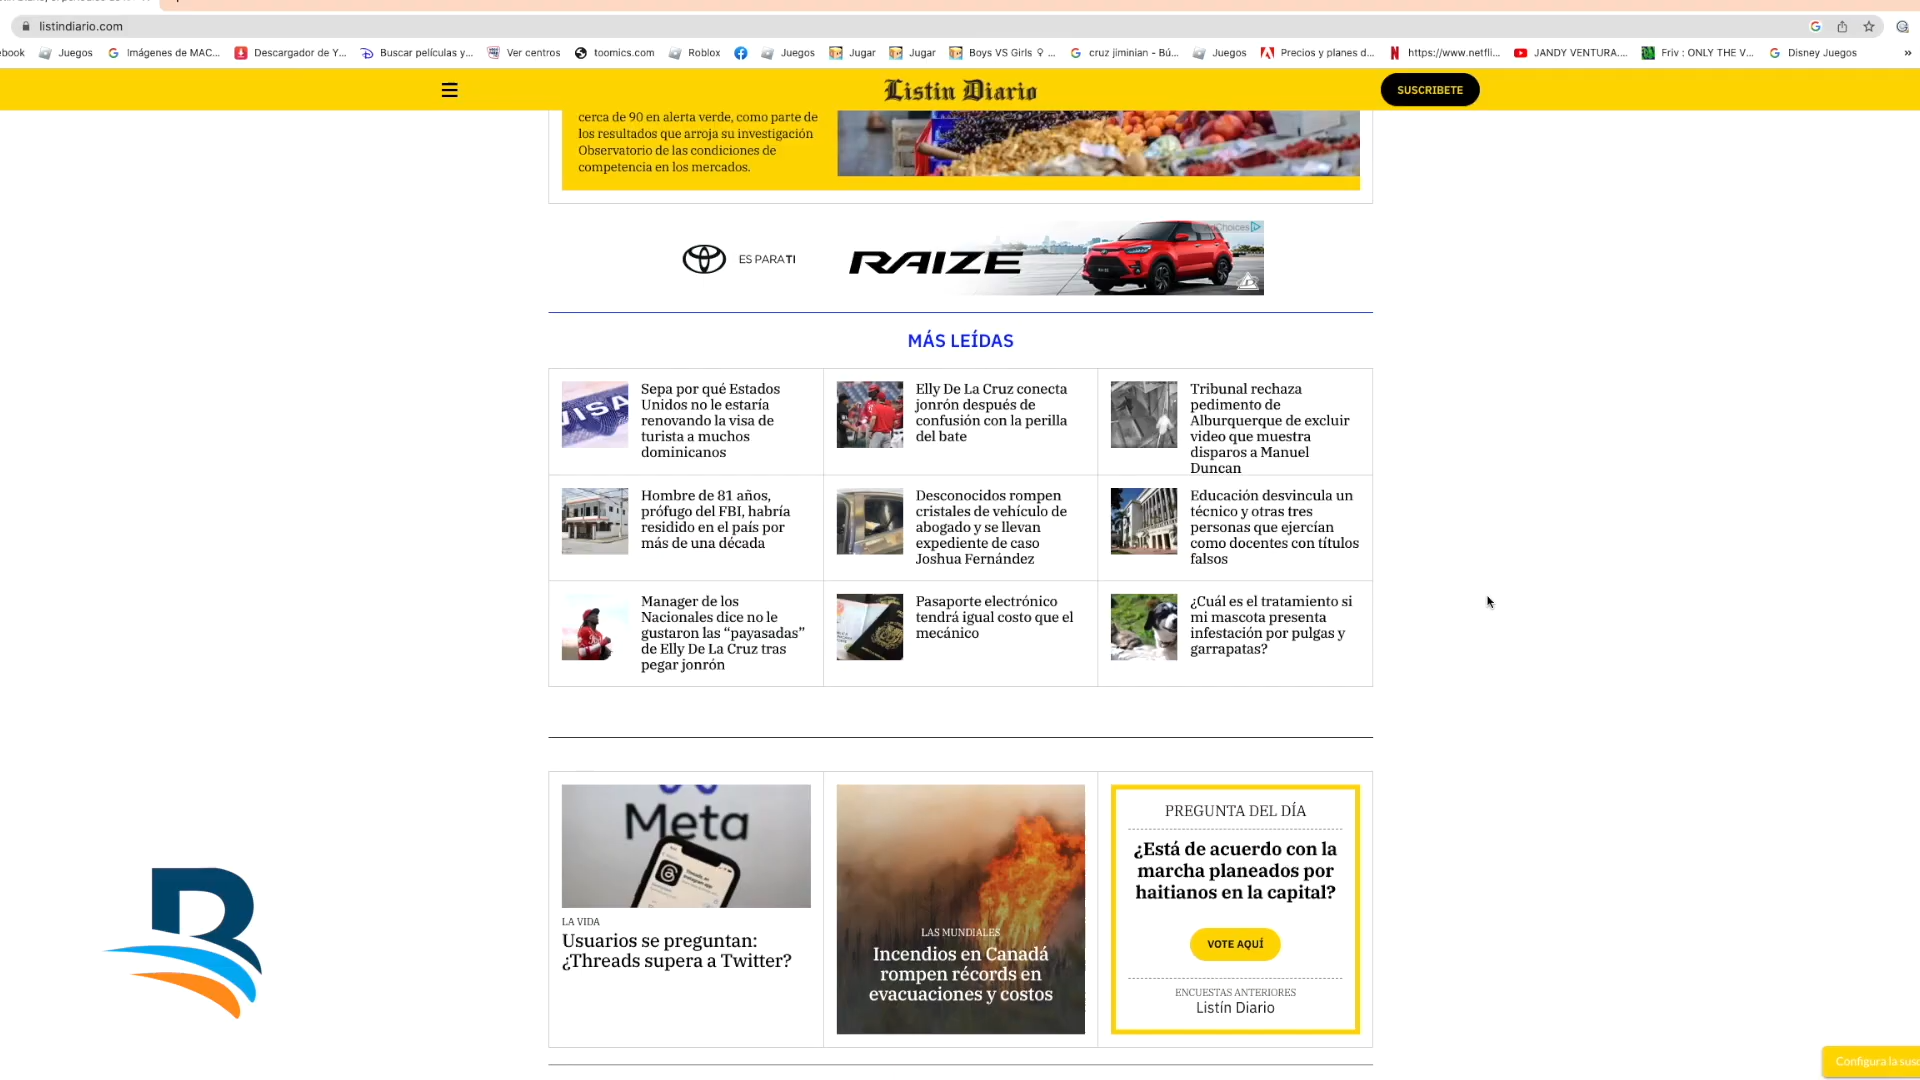 listindiario.com
ebook
Juegos
Imágenes de MAC...
Descargador de Y...
Buscar películas y...
Ver centros
toomics.com
Roblox
Juegos
Jugar
Jugar
Boys VS Girls ♀ ...
cruz jiminian - Bú...
Juegos
Precios y planes d...
https://www.netfli...
JANDY VENTURA....
Friv : ONLY THE V...
Disney Juegos
»
Listin Diario
SUSCRIBETE
cerca de 90 en alerta verde, como parte de
los resultados que arroja su investigación
Observatorio de las condiciones de
competencia en los mercados.
ES PARA TI
RAIZE
AdChoices
MÁS LEÍDAS
VISA
Sepa por qué Estados
Unidos no le estaría
renovando la visa de
turista a muchos
dominicanos
Elly De La Cruz conecta
jonrón después de
confusión con la perilla
del bate
Tribunal rechaza
pedimento de
Alburquerque de excluir
video que muestra
disparos a Manuel
Duncan
Hombre de 81 años,
prófugo del FBI, habría
residido en el país por
más de una década
Desconocidos rompen
cristales de vehículo de
abogado y se llevan
expediente de caso
Joshua Fernández
Educación desvincula un
técnico y otras tres
personas que ejercían
como docentes con títulos
falsos
Manager de los
Nacionales dice no le
gustaron las “payasadas”
de Elly De La Cruz tras
pegar jonrón
Pasaporte electrónico
tendrá igual costo que el
mecánico
¿Cuál es el tratamiento si
mi mascota presenta
infestación por pulgas y
garrapatas?
Meta
LA VIDA
Usuarios se preguntan:
¿Threads supera a Twitter?
LAS MUNDIALES
Incendios en Canadá
rompen récords en
evacuaciones y costos
PREGUNTA DEL DÍA
¿Está de acuerdo con la
marcha planeados por
haitianos en la capital?
VOTE AQUÍ
ENCUESTAS ANTERIORES
Listín Diario
B
Configura la susc